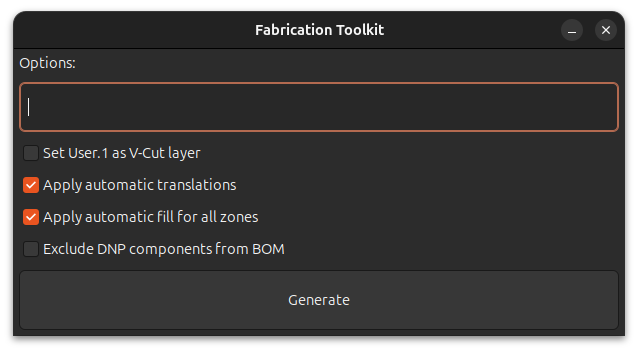 Fabrication Toolkit
Options:
Set User.1 as V-Cut layer
Apply automatic translations
Apply automatic fill for all zones
Exclude DNP components from BOM
Generate